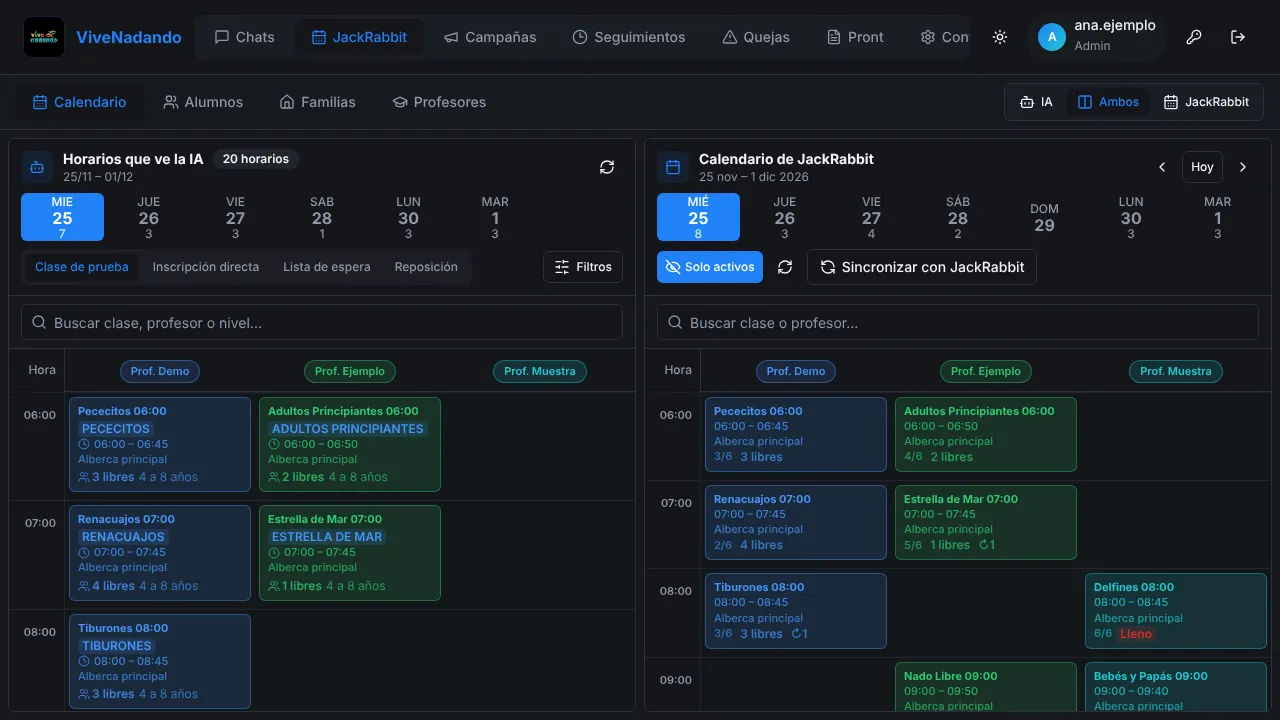 VIVE
NADANDO
ViveNadando
Chats
JackRabbit
Campañas
Seguimientos
Quejas
Pront
Con
A
ana.ejemplo
Admin
Calendario
Alumnos
Familias
Profesores
IA
Ambos
JackRabbit
Horarios que ve la IA
20 horarios
25/11 – 01/12
MIE
25
7
JUE
26
3
VIE
27
3
SAB
28
1
LUN
30
3
MAR
1
3
Clase de prueba
Inscripción directa
Lista de espera
Reposición
Filtros
Buscar clase, profesor o nivel...
Hora
Prof. Demo
Prof. Ejemplo
Prof. Muestra
06:00
Pececitos 06:00
PECECITOS
06:00 – 06:45
Alberca principal
3 libres 4 a 8 años
Adultos Principiantes 06:00
ADULTOS PRINCIPIANTES
06:00 – 06:50
Alberca principal
2 libres 4 a 8 años
07:00
Renacuajos 07:00
RENACUAJOS
07:00 – 07:45
Alberca principal
4 libres 4 a 8 años
Estrella de Mar 07:00
ESTRELLA DE MAR
07:00 – 07:45
Alberca principal
1 libres 4 a 8 años
08:00
Tiburones 08:00
TIBURONES
08:00 – 08:45
Alberca principal
3 libres 4 a 8 años
Calendario de JackRabbit
25 nov – 1 dic 2026
Hoy
MIÉ
25
8
JUE
26
3
VIE
27
4
SÁB
28
2
DOM
29
LUN
30
3
MAR
1
3
Solo activos
Sincronizar con JackRabbit
Buscar clase o profesor...
Hora
Prof. Demo
Prof. Ejemplo
Prof. Muestra
06:00
Pececitos 06:00
06:00 – 06:45
Alberca principal
3/6 3 libres
Adultos Principiantes 06:00
06:00 – 06:50
Alberca principal
4/6 2 libres
07:00
Renacuajos 07:00
07:00 – 07:45
Alberca principal
2/6 4 libres
Estrella de Mar 07:00
07:00 – 07:45
Alberca principal
5/6 1 libres 1
08:00
Tiburones 08:00
08:00 – 08:45
Alberca principal
3/6 3 libres 1
Delfines 08:00
08:00 – 08:45
Alberca principal
6/6 Lleno
09:00
Nado Libre 09:00
09:00 – 09:50
Alberca principal
Bebés y Papás 09:00
09:00 – 09:40
Alberca principal